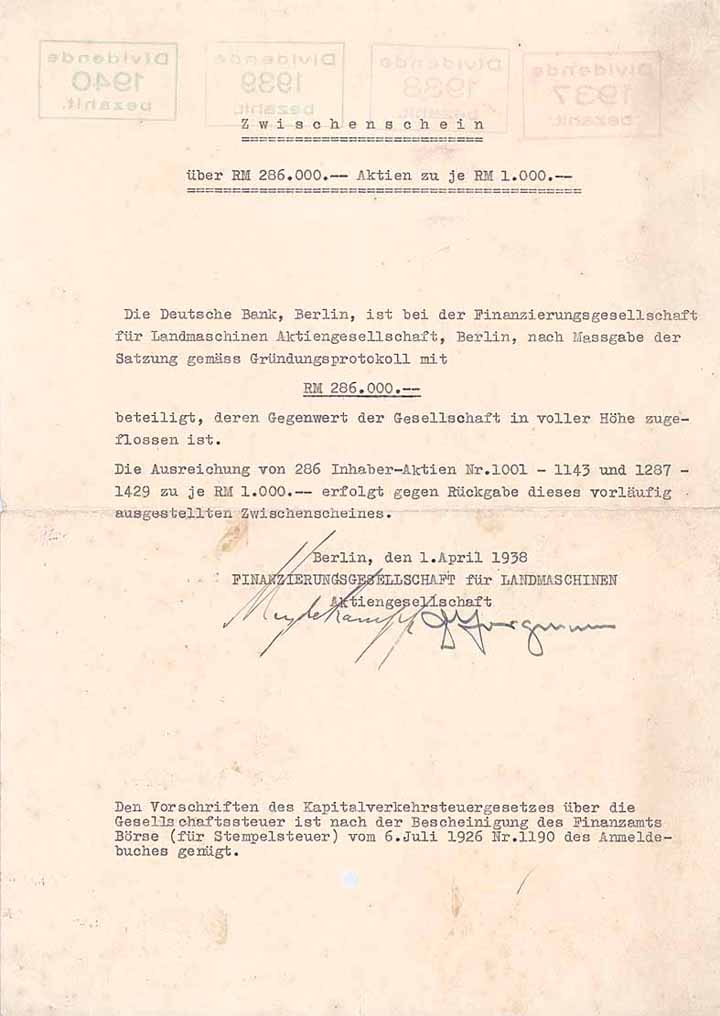 Dividende
1940
bezahlt.
Dividende
1939
bezahlt.
Dividende
1938
bezahlt.
Dividende
1937
bezahlt.
Zwischenschein
über RM 286.000.-- Aktien zu je RM 1.000.--
Die Deutsche Bank, Berlin, ist bei der Finanzierungsgesellschaft
für Landmaschinen Aktiengesellschaft, Berlin, nach Massgabe der
Satzung gemäss Gründungsprotokoll mit
RM 286.000.--
beteiligt, deren Gegenwert der Gesellschaft in voller Höhe zuge-
flossen ist.
Die Ausreichung von 286 Inhaber-Aktien Nr.1001 - 1143 und 1287 -
1429 zu je RM 1.000.-- erfolgt gegen Rückgabe dieses vorläufig
ausgestellten Zwischenscheines.
Berlin, den 1.April 1938
FINANZIERUNGSGESELLSCHAFT für LANDMASCHINEN
Aktiengesellschaft
Den Vorschriften des Kapitalverkehrsteuergesetzes über die
Gesellschaftssteuer ist nach der Bescheinigung des Finanzamts
Börse (für Stempelsteuer) vom 6.Juli 1926 Nr.1190 des Anmelde-
buches genügt.